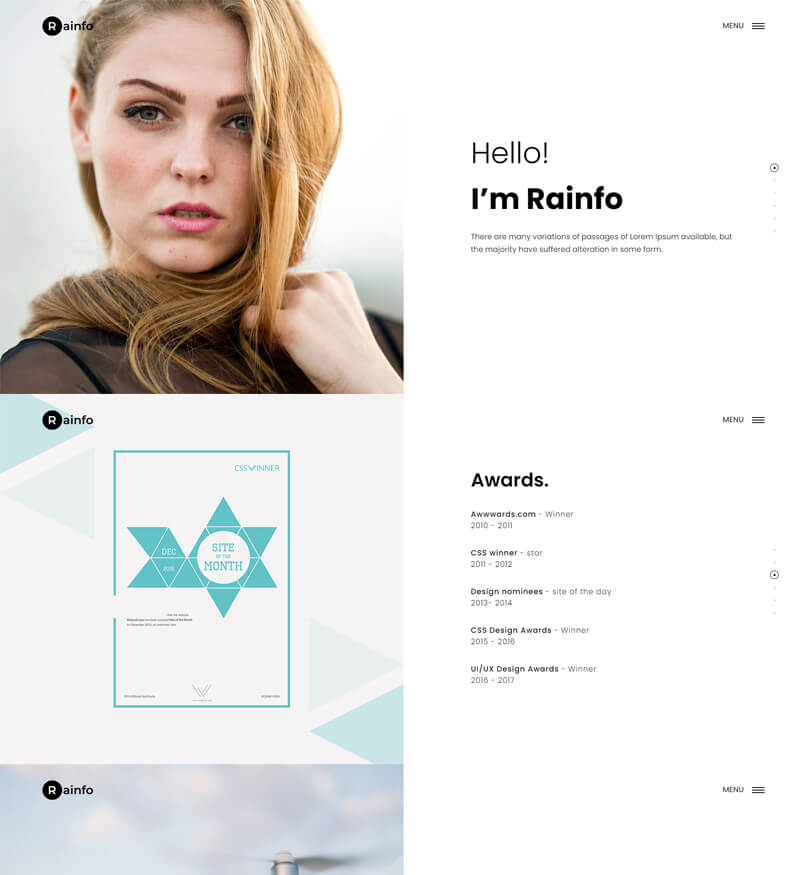 Rainfo
MENU
Hello!
I’m Rainfo
There are many variations of passages of Lorem Ipsum available, but
the majority have suffered alteration in some form.
Rainfo
MENU
CSSWINNER
DEC
SITE
OF THE
MONTH
Awards.
Awwwards.com - Winner
2010 - 2011
CSS winner - star
2011 - 2012
Design nominees - site of the day
2013- 2014
CSS Design Awards - Winner
2015 - 2016
UI/UX Design Awards - Winner
2016 - 2017
Rainfo
MENU